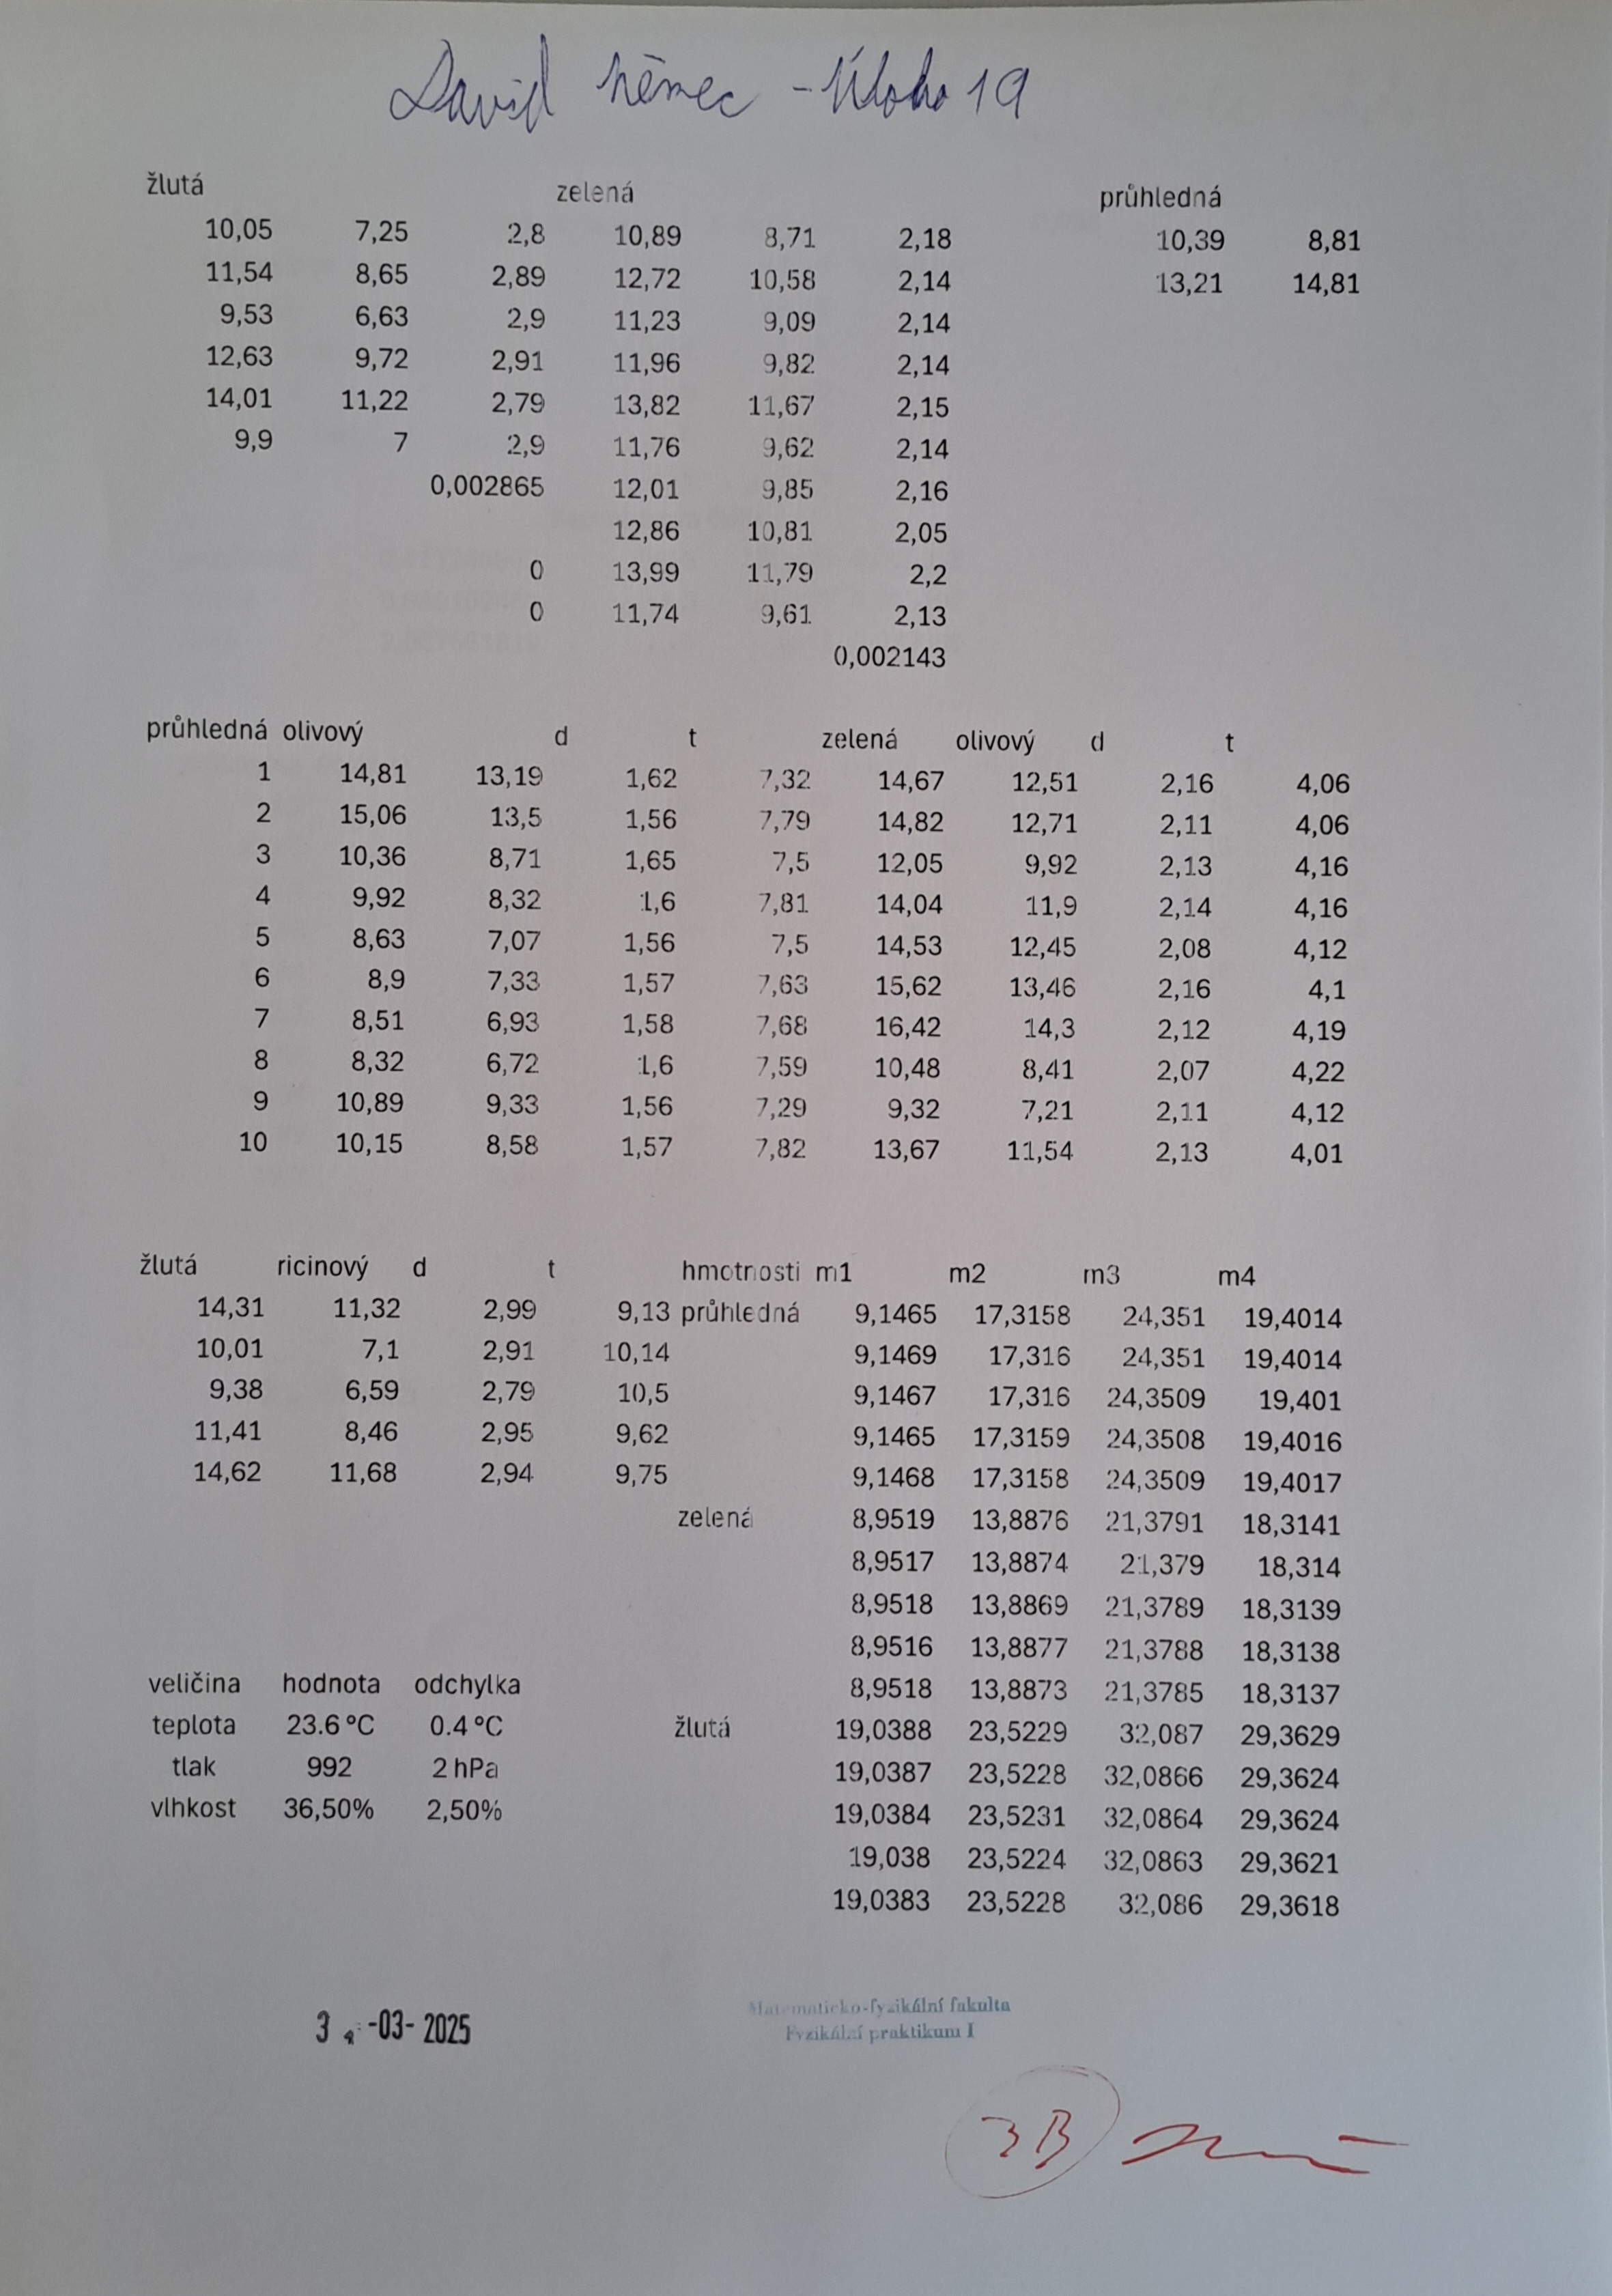 David Němec - Úloha 19
žlutá zelená průhledná
10,05 7,25 2,8 10,89 8,71 2,18 10,39 8,81
11,54 8,65 2,89 12,72 10,58 2,14 13,21 14,81
9,53 6,63 2,9 11,23 9,09 2,14
12,63 9,72 2,91 11,96 9,82 2,14
14,01 11,22 2,79 13,82 11,67 2,15
9,9 7 2,9 11,76 9,62 2,14
0,002865 12,01 9,85 2,16
12,86 10,81 2,05
0 13,99 11,79 2,2
0 11,74 9,61 2,13
0,002143
průhledná olivový d t zelená olivový d t
1 14,81 13,19 1,62 7,32 14,67 12,51 2,16 4,06
2 15,06 13,5 1,56 7,79 14,82 12,71 2,11 4,06
3 10,36 8,71 1,65 7,5 12,05 9,92 2,13 4,16
4 9,92 8,32 1,6 7,81 14,04 11,9 2,14 4,16
5 8,63 7,07 1,56 7,5 14,53 12,45 2,08 4,12
6 8,9 7,33 1,57 7,63 15,62 13,46 2,16 4,1
7 8,51 6,93 1,58 7,68 16,42 14,3 2,12 4,19
8 8,32 6,72 1,6 7,59 10,48 8,41 2,07 4,22
9 10,89 9,33 1,56 7,29 9,32 7,21 2,11 4,12
10 10,15 8,58 1,57 7,82 13,67 11,54 2,13 4,01
žlutá ricinový d t hmotnosti m1 m2 m3 m4
14,31 11,32 2,99 9,13 průhledná 9,1465 17,3158 24,351 19,4014
10,01 7,1 2,91 10,14 9,1469 17,316 24,351 19,4014
9,38 6,59 2,79 10,5 9,1467 17,316 24,3509 19,401
11,41 8,46 2,95 9,62 9,1465 17,3159 24,3508 19,4016
14,62 11,68 2,94 9,75 9,1468 17,3158 24,3509 19,4017
zelená 8,9519 13,8876 21,3791 18,3141
8,9517 13,8874 21,379 18,314
8,9518 13,8869 21,3789 18,3139
8,9516 13,8877 21,3788 18,3138
veličina hodnota odchylka 8,9518 13,8873 21,3785 18,3137
teplota 23.6 °C 0.4 °C žlutá 19,0388 23,5229 32,087 29,3629
tlak 992 2 hPa 19,0387 23,5228 32,0866 29,3624
vlhkost 36,50% 2,50% 19,0384 23,5231 32,0864 29,3624
19,038 23,5224 32,0863 29,3621
19,0383 23,5228 32,086 29,3618
Matematicko-fyzikální fakulta
3 -03- 2025 Fyzikální praktikum I
3B